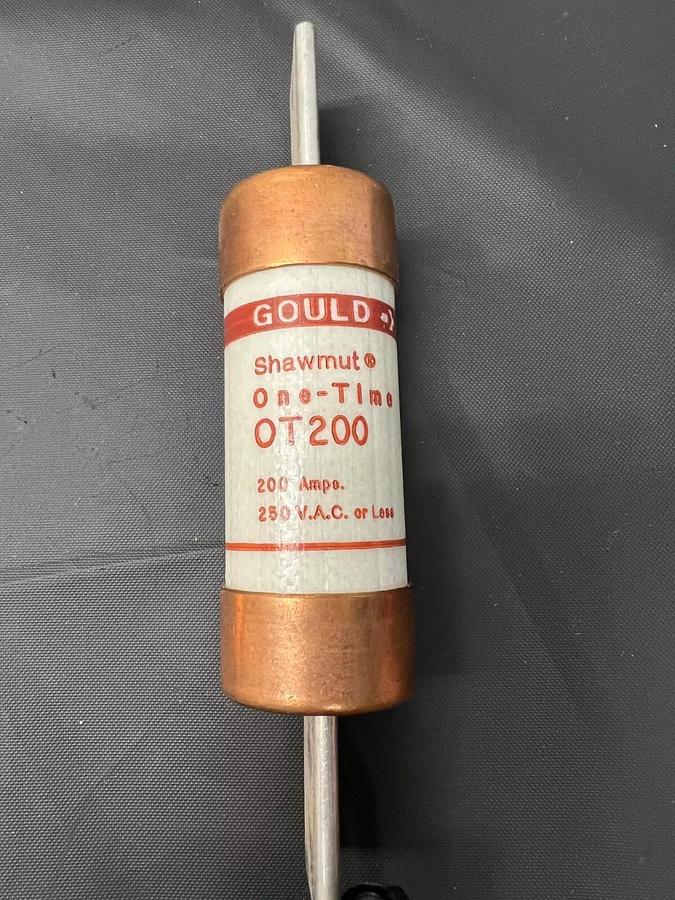 GOULD
Shawmut®
One-Time
OT200
200 Amps.
250 V.A.C. or Less